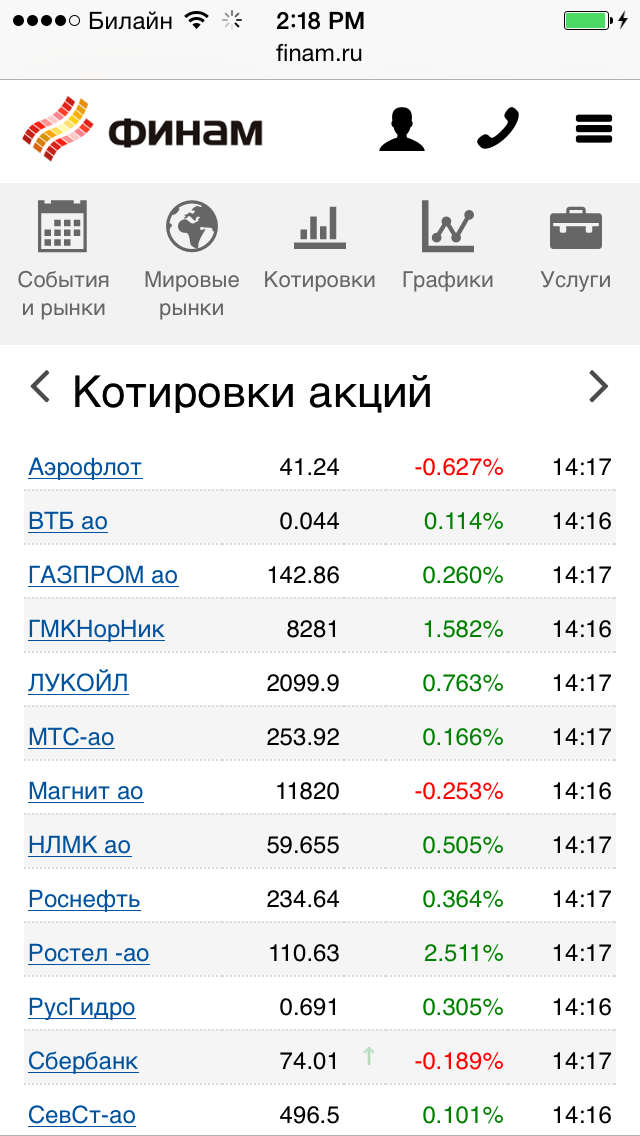 Билайн 2:18 PM
finam.ru
Финам
События и рынки
Мировые рынки
Котировки
Графики
Услуги
Котировки акций
Аэрофлот 41.24 -0.627% 14:17
ВТБ ао 0.044 0.114% 14:16
ГАЗПРОМ ао 142.86 0.260% 14:17
ГМКНорНик 8281 1.582% 14:16
ЛУКОЙЛ 2099.9 0.763% 14:17
МТС-ао 253.92 0.166% 14:17
Магнит ао 11820 -0.253% 14:16
НЛМК ао 59.655 0.505% 14:17
Роснефть 234.64 0.364% 14:17
Ростел -ао 110.63 2.511% 14:17
РусГидро 0.691 0.305% 14:16
Сбербанк 74.01 ↑ -0.189% 14:17
СевСт-ао 496.5 0.101% 14:16